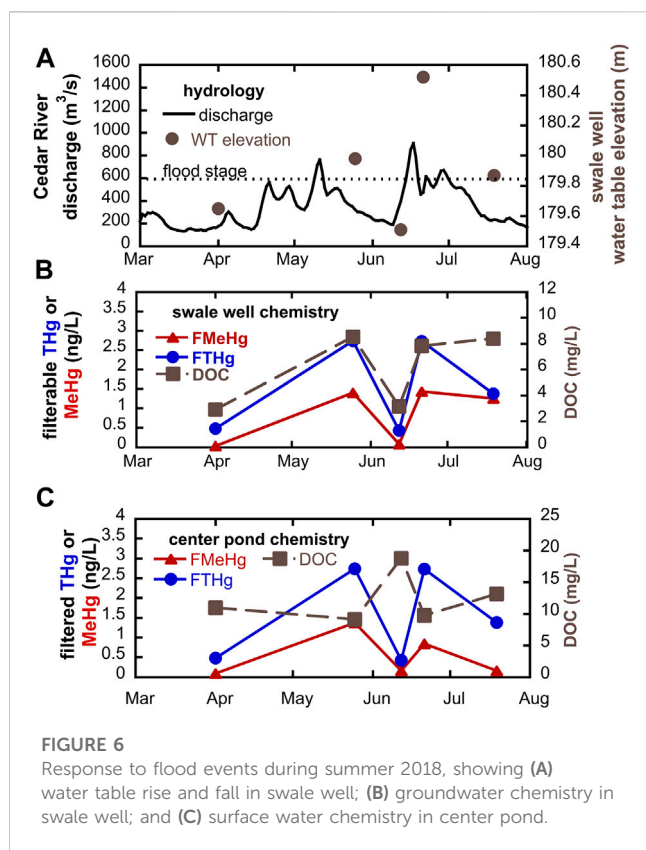 A
1600
1400
1200
1000
800
600
400
200
0
Cedar River
discharge (m³/s)
hydrology
discharge
WT elevation
flood stage
180.6
180.4
180.2
180
179.8
179.6
179.4
swale well
water table elevation (m)
Mar Apr May Jun Jul Aug
B
4
3.5
3
2.5
2
1.5
1
0.5
0
filterable THg or
MeHg (ng/L)
swale well chemistry
FMeHg
FTHg
DOC
12
10
8
6
4
2
0
DOC (mg/L)
Mar Apr May Jun Jul Aug
C
4
3.5
3
2.5
2
1.5
1
0.5
0
filtered THg or
MeHg (ng/L)
center pond chemistry
FMeHg DOC
FTHg
25
20
15
10
5
0
DOC (mg/L)
Mar Apr May Jun Jul Aug
FIGURE 6
Response to flood events during summer 2018, showing (A)
water table rise and fall in swale well; (B) groundwater chemistry in
swale well; and (C) surface water chemistry in center pond.